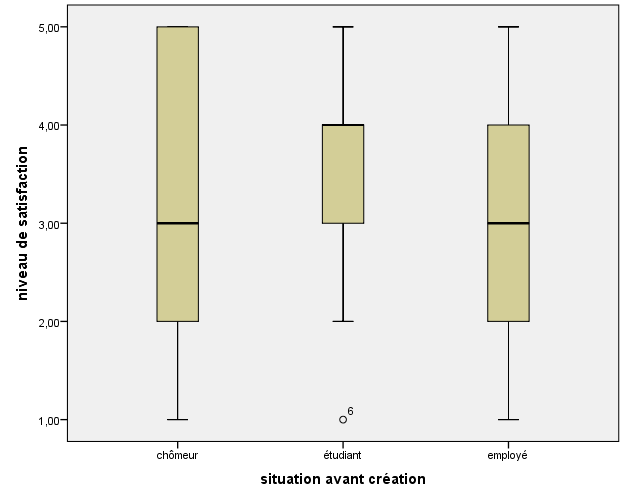 5,00
4,00
3,00
2,00
1,00
niveau de satisfaction
6
chômeur
étudiant
employé
situation avant création